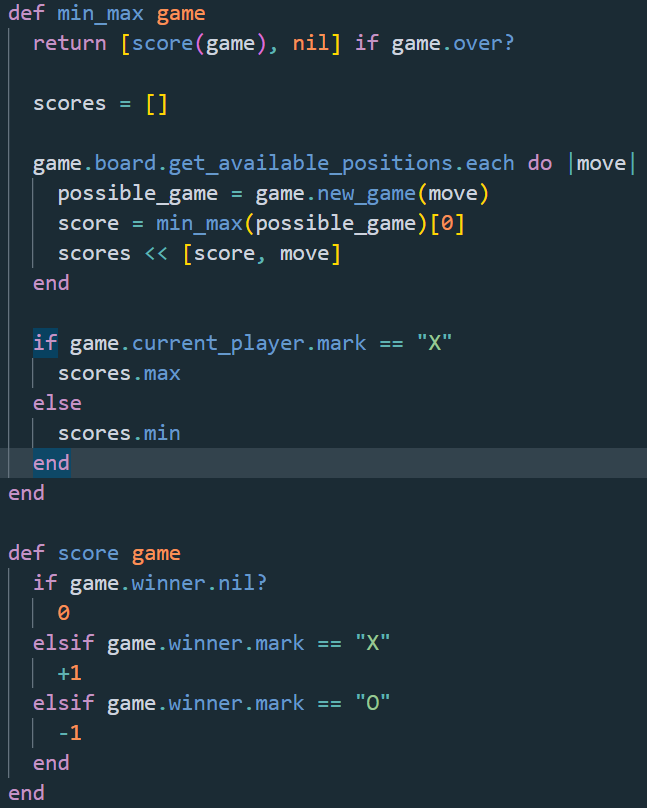 def min_max game
  return [score(game), nil] if game.over?

  scores = []

  game.board.get_available_positions.each do |move|
    possible_game = game.new_game(move)
    score = min_max(possible_game)[0]
    scores << [score, move]
  end

  if game.current_player.mark == "X"
    scores.max
  else
    scores.min
  end
end

def score game
  if game.winner.nil?
    0
  elsif game.winner.mark == "X"
    +1
  elsif game.winner.mark == "O"
    -1
  end
end